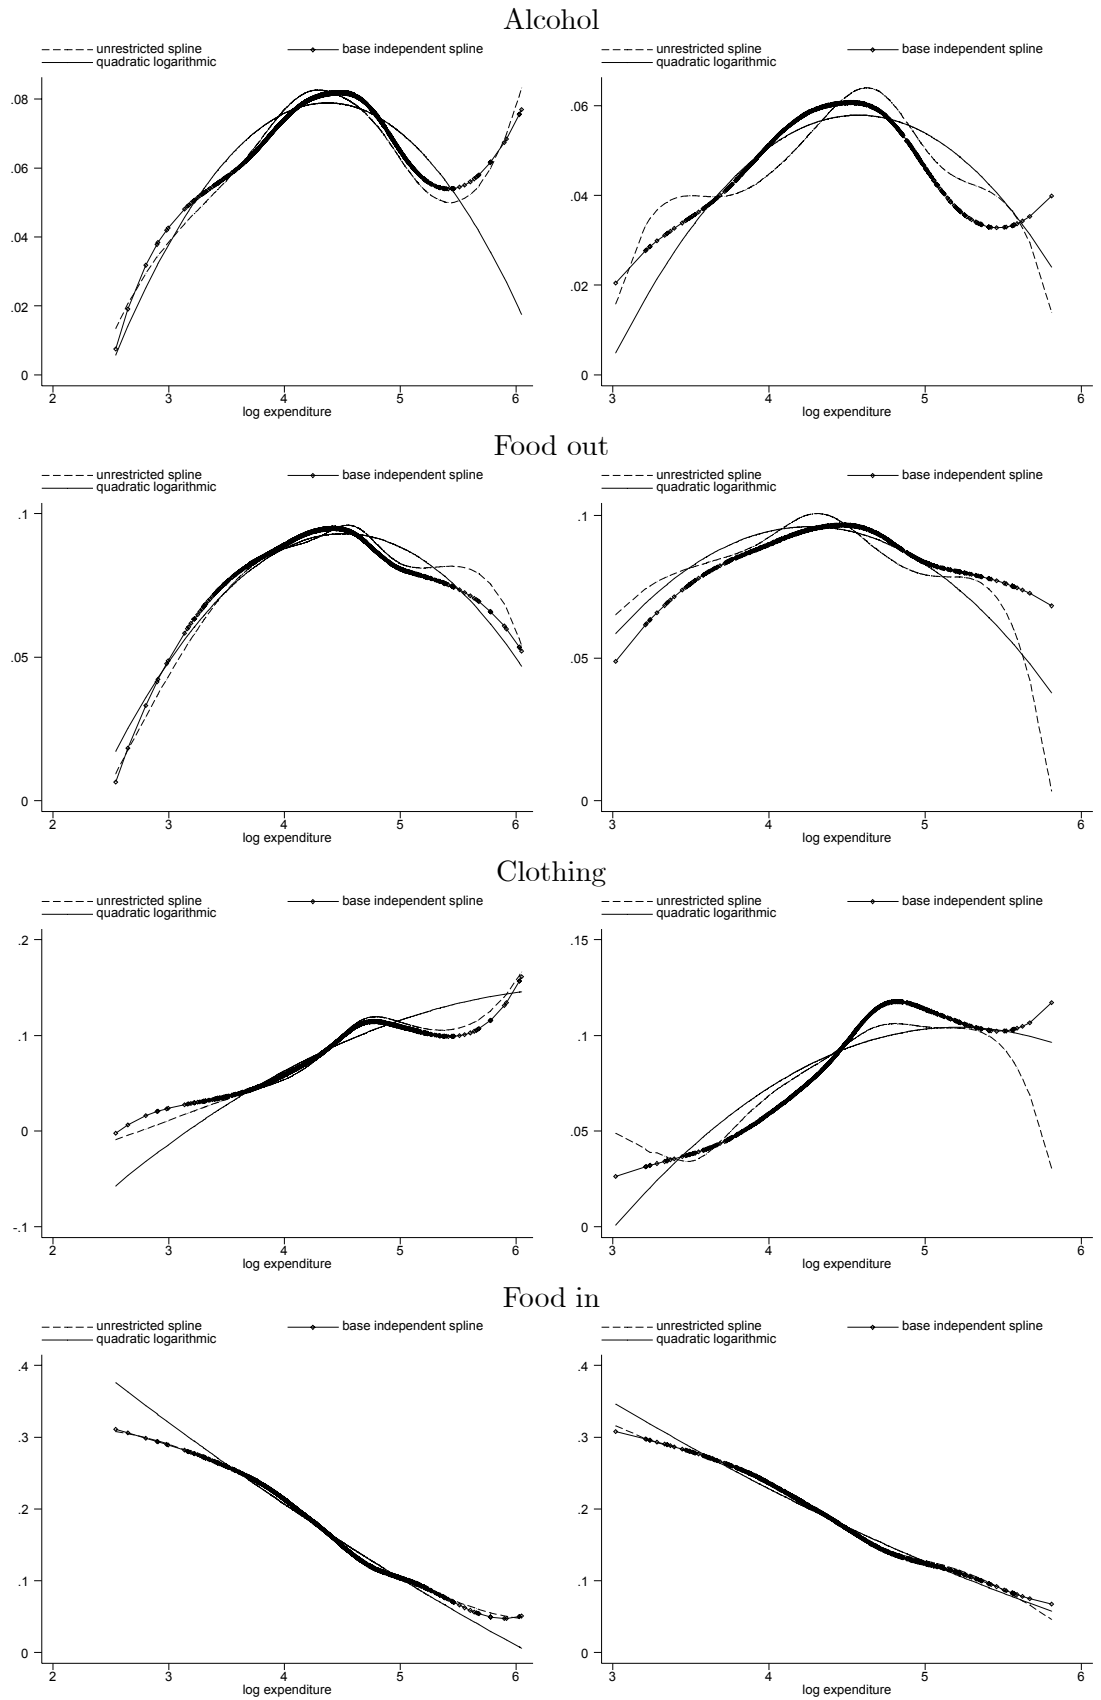 Alcohol
unrestricted spline base independent spline
quadratic logarithmic
.08
.06
.04
.02
0
2 3 4 5 6
log expenditure
unrestricted spline base independent spline
quadratic logarithmic
.06
.04
.02
0
3 4 5 6
log expenditure
Food out
unrestricted spline base independent spline
quadratic logarithmic
.1
.05
0
2 3 4 5 6
log expenditure
unrestricted spline base independent spline
quadratic logarithmic
.1
.05
0
3 4 5 6
log expenditure
Clothing
unrestricted spline base independent spline
quadratic logarithmic
.2
.1
0
-.1
2 3 4 5 6
log expenditure
unrestricted spline base independent spline
quadratic logarithmic
.15
.1
.05
0
3 4 5 6
log expenditure
Food in
unrestricted spline base independent spline
quadratic logarithmic
.4
.3
.2
.1
0
2 3 4 5 6
log expenditure
unrestricted spline base independent spline
quadratic logarithmic
.4
.3
.2
.1
0
3 4 5 6
log expenditure